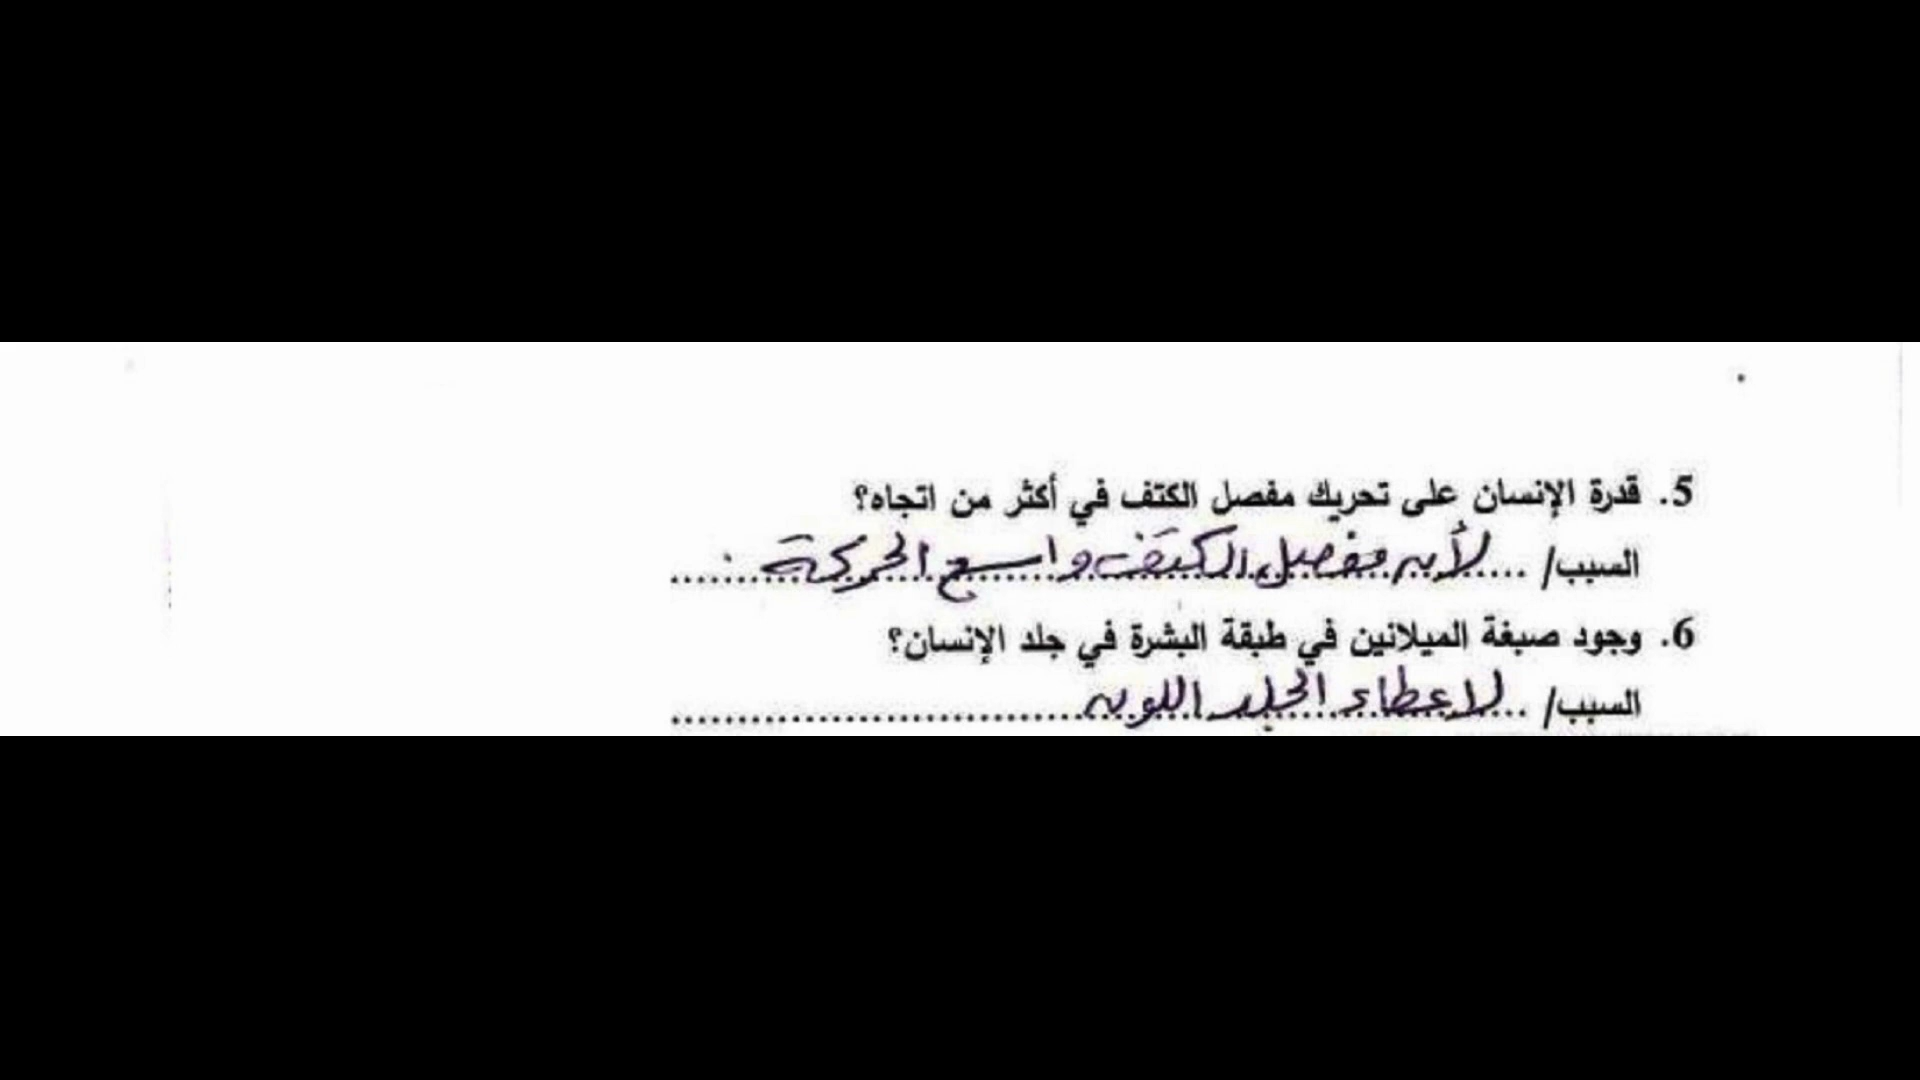 5. قدرة الإنسان على تحريك مفصل الكتف في أكثر من اتجاه؟
السبب/ ...لأن مفصل الكتف واسع الحركة.......
6. وجود صبغة الميلانين في طبقة البشرة في جلد الإنسان؟
السبب/ ...لاعطاء الجلد اللون...............................